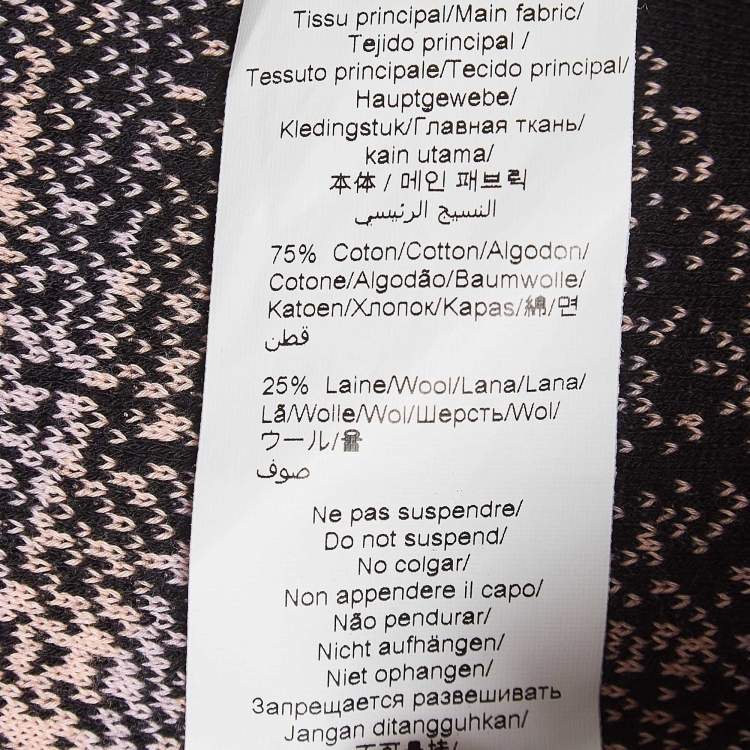 Tissu principal/Main fabric/
Tejido principal /
Tessuto principale/Tecido principal/
Hauptgewebe/
Kledingstuk/Главная ткань/
kain utama/
本体 / 메인 패브릭
النسيج الرئيسي
75% Coton/Cotton/Algodon/
Cotone/Algodão/Baumwolle/
Katoen/Хлопок/Kapas/綿/면
قطن
25% Laine/Wool/Lana/Lana/
Lã/Wolle/Wol/Шерсть/Wol/
ウール/울
صوف
Ne pas suspendre/
Do not suspend/
No colgar/
Non appendere il capo/
Não pendurar/
Nicht aufhängen/
Niet ophangen/
Запрещается развешивать
Jangan ditangguhkan/